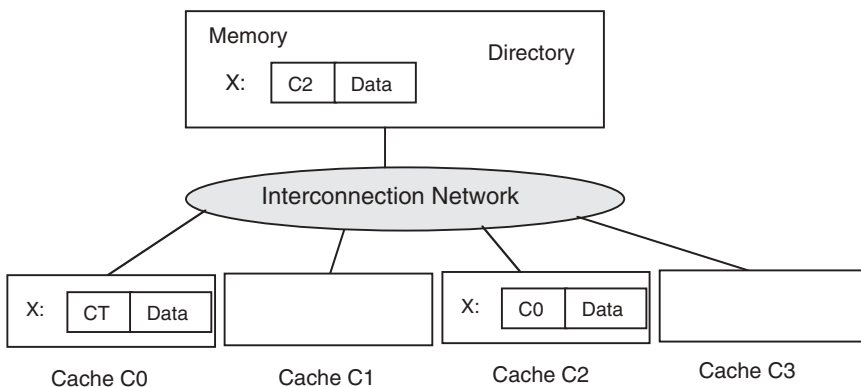 Memory
Directory
X: C2 Data
Interconnection Network
X: CT Data
X: C0 Data
Cache C0
Cache C1
Cache C2
Cache C3